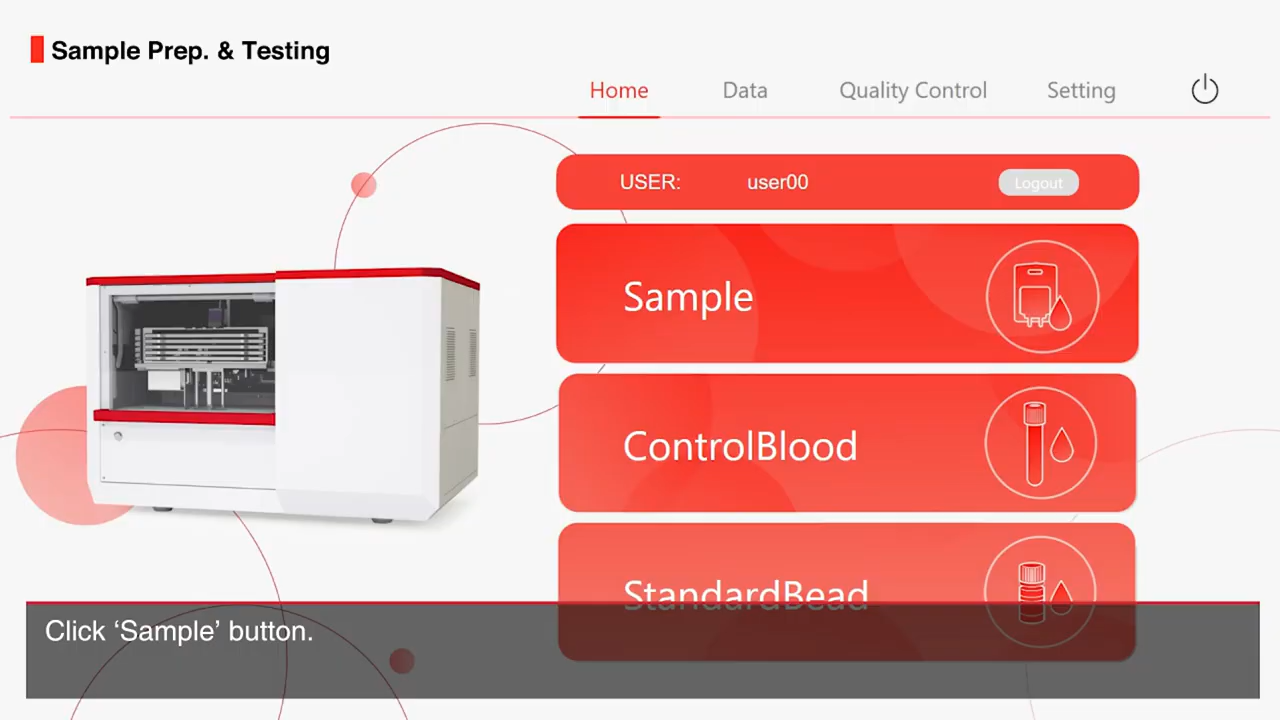 Sample Prep. & Testing
Home Data Quality Control Setting
USER: user00 Logout
Sample
ControlBlood
StandardBead
Click ‘Sample’ button.